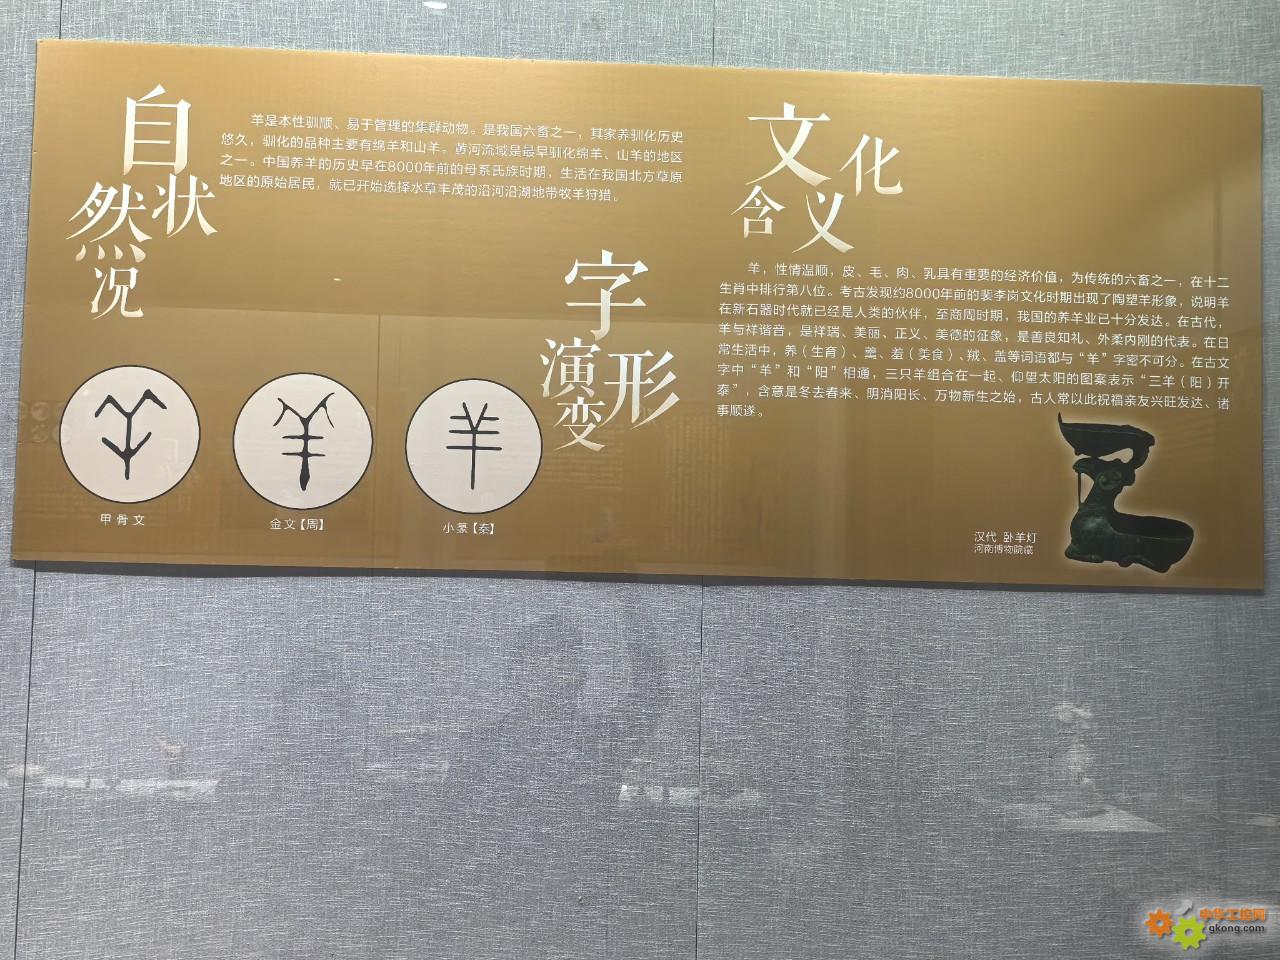 自然状况
羊是本性驯顺、易于管理的集群动物。是我国六畜之一，其家养驯化历史
悠久，驯化的品种主要有绵羊和山羊。黄河流域是最早驯化绵羊、山羊的地区
之一。中国养羊的历史早在8000年前的母系氏族时期，生活在我国北方草原
地区的原始居民，就已开始选择水草丰茂的沿河沿湖地带牧羊狩猎。
字形演变
甲骨文
金文【周】
小篆【秦】
文化含义
羊，性情温顺，皮、毛、肉、乳具有重要的经济价值，为传统的六畜之一，在十二
生肖中排行第八位。考古发现约8000年前的裴李岗文化时期出现了陶塑羊形象，说明羊
在新石器时代就已经是人类的伙伴，至商周时期，我国的养羊业已十分发达。在古代，
羊与祥谐音，是祥瑞、美丽、正义、美德的征象，是善良知礼、外柔内刚的代表。在日
常生活中，养（生育）、羹、羞（美食）、羢、盖等词语都与“羊”字密不可分。在古文
字中“羊”和“阳”相通，三只羊组合在一起、仰望太阳的图案表示“三羊（阳）开
泰”，含意是冬去春来、阴消阳长、万物新生之始，古人常以此祝福亲友兴旺发达、诸
事顺遂。
汉代 卧羊灯
河南博物院藏
中华工控网
gkong.com